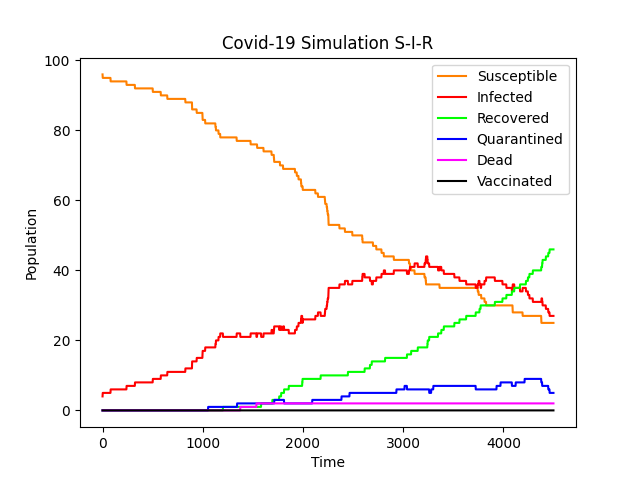 Covid-19 Simulation S-I-R
100
80
60
40
20
0
Population
Susceptible
Infected
Recovered
Quarantined
Dead
Vaccinated
0 1000 2000 3000 4000
Time